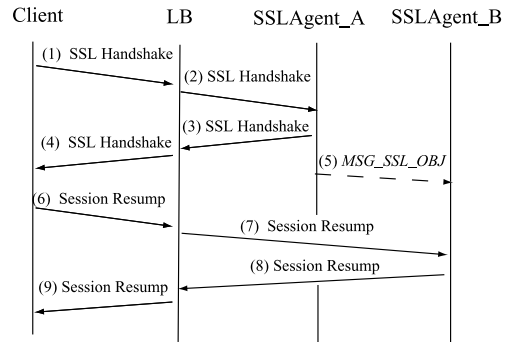 Client LB SSLAgent_A SSLAgent_B
(1) SSL Handshake
(2) SSL Handshake
(3) SSL Handshake
(4) SSL Handshake
(5) MSG_SSL_OBJ
(6) Session Resump
(7) Session Resump
(8) Session Resump
(9) Session Resump